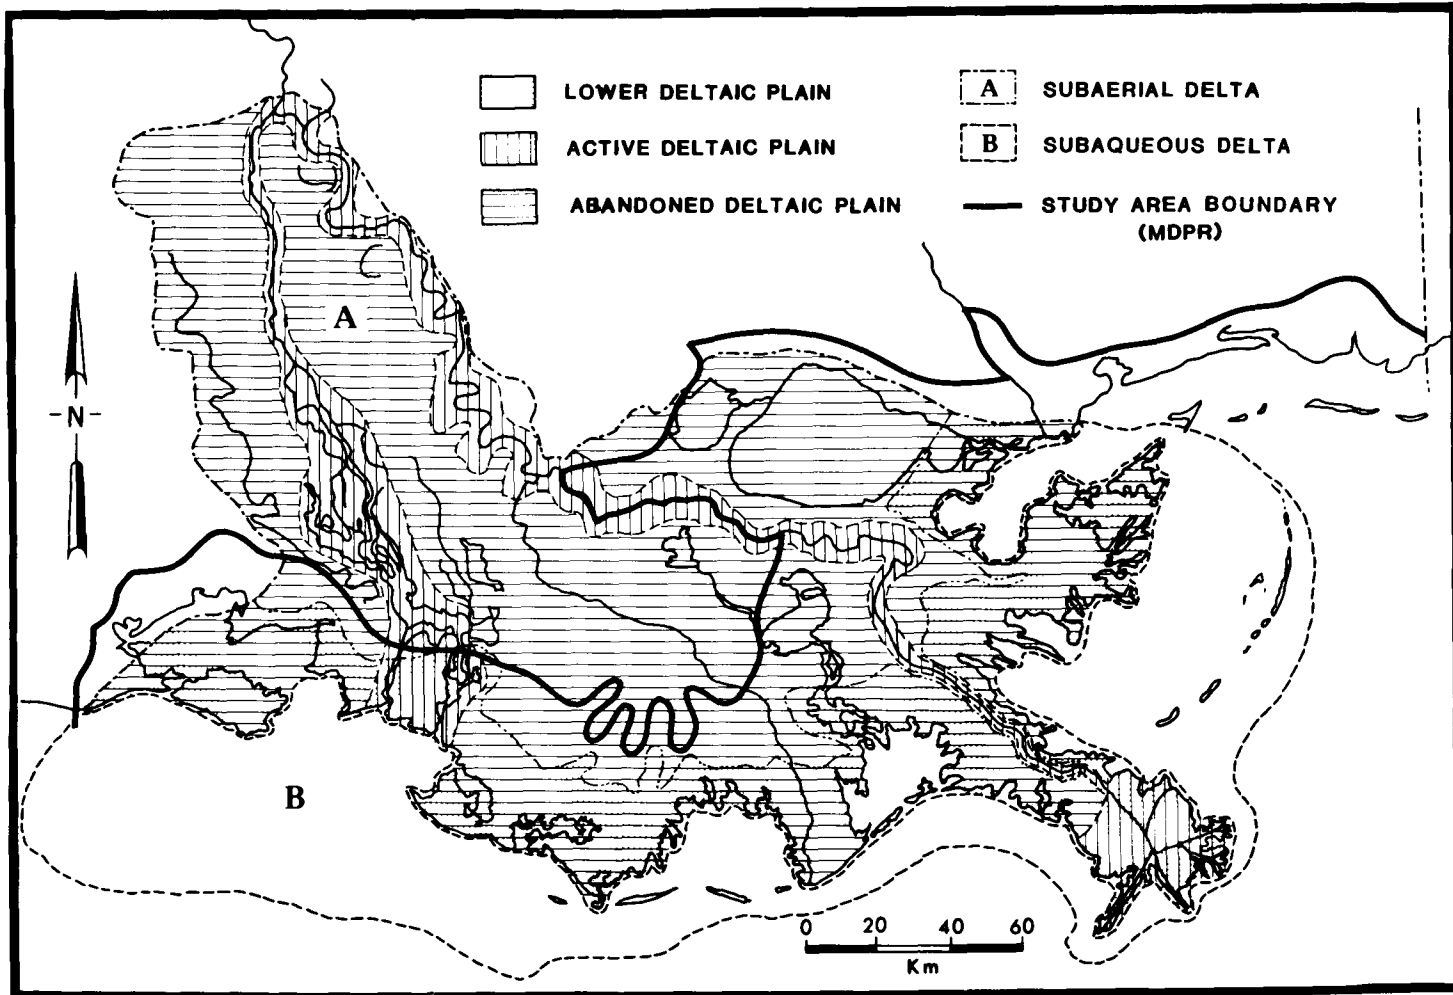 LOWER DELTAIC PLAIN
ACTIVE DELTAIC PLAIN
ABANDONED DELTAIC PLAIN
A SUBAERIAL DELTA
B SUBAQUEOUS DELTA
STUDY AREA BOUNDARY
(MDPR)
A
-N-
B
0 20 40 60
Km